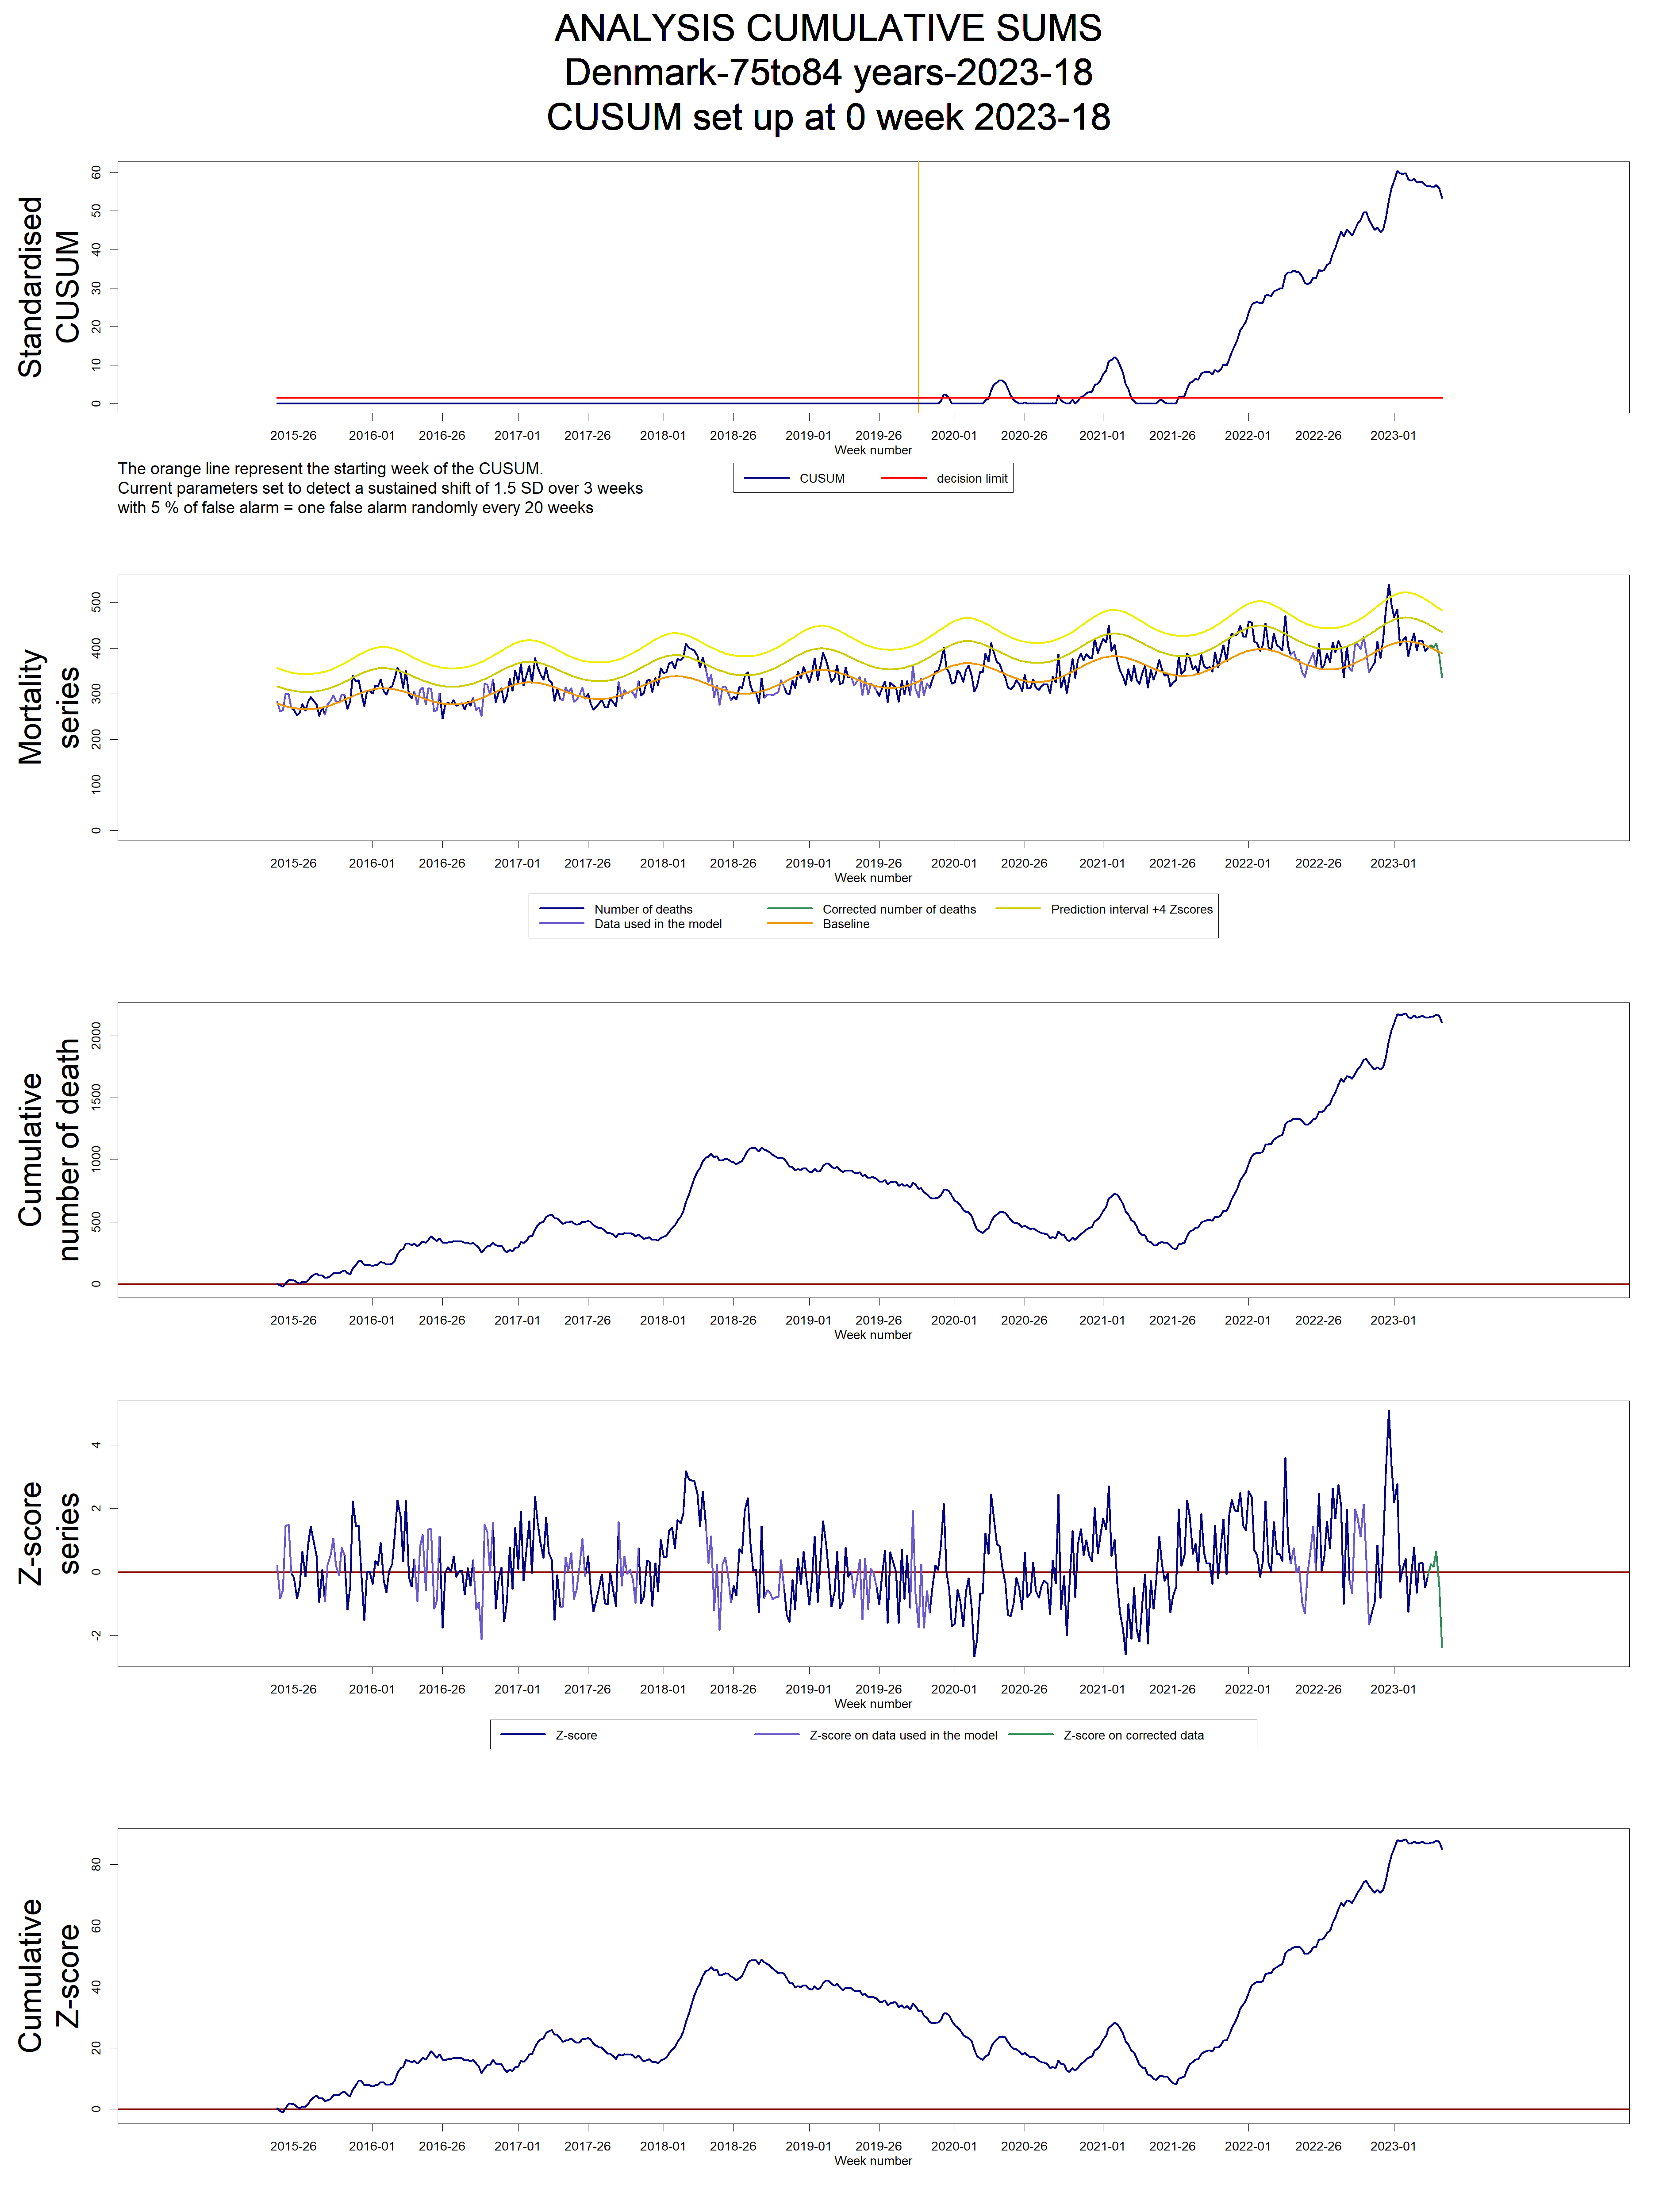 ANALYSIS CUMULATIVE SUMS
Denmark-75to84 years-2023-18
CUSUM set up at 0 week 2023-18
Standardised
CUSUM
60
50
40
30
20
10
0
2015-26 2016-01 2016-26 2017-01 2017-26 2018-01 2018-26 2019-01 2019-26 2020-01 2020-26 2021-01 2021-26 2022-01 2022-26 2023-01
Week number
The orange line represent the starting week of the CUSUM.
Current parameters set to detect a sustained shift of 1.5 SD over 3 weeks
with 5 % of false alarm = one false alarm randomly every 20 weeks
CUSUM decision limit
Mortality
series
500
400
300
200
100
0
2015-26 2016-01 2016-26 2017-01 2017-26 2018-01 2018-26 2019-01 2019-26 2020-01 2020-26 2021-01 2021-26 2022-01 2022-26 2023-01
Week number
Number of deaths Corrected number of deaths Prediction interval +4 Zscores
Data used in the model Baseline
Cumulative
number of death
2000
1500
1000
500
0
2015-26 2016-01 2016-26 2017-01 2017-26 2018-01 2018-26 2019-01 2019-26 2020-01 2020-26 2021-01 2021-26 2022-01 2022-26 2023-01
Week number
Z-score
series
4
2
0
-2
2015-26 2016-01 2016-26 2017-01 2017-26 2018-01 2018-26 2019-01 2019-26 2020-01 2020-26 2021-01 2021-26 2022-01 2022-26 2023-01
Week number
Z-score Z-score on data used in the model Z-score on corrected data
Cumulative
Z-score
80
60
40
20
0
2015-26 2016-01 2016-26 2017-01 2017-26 2018-01 2018-26 2019-01 2019-26 2020-01 2020-26 2021-01 2021-26 2022-01 2022-26 2023-01
Week number